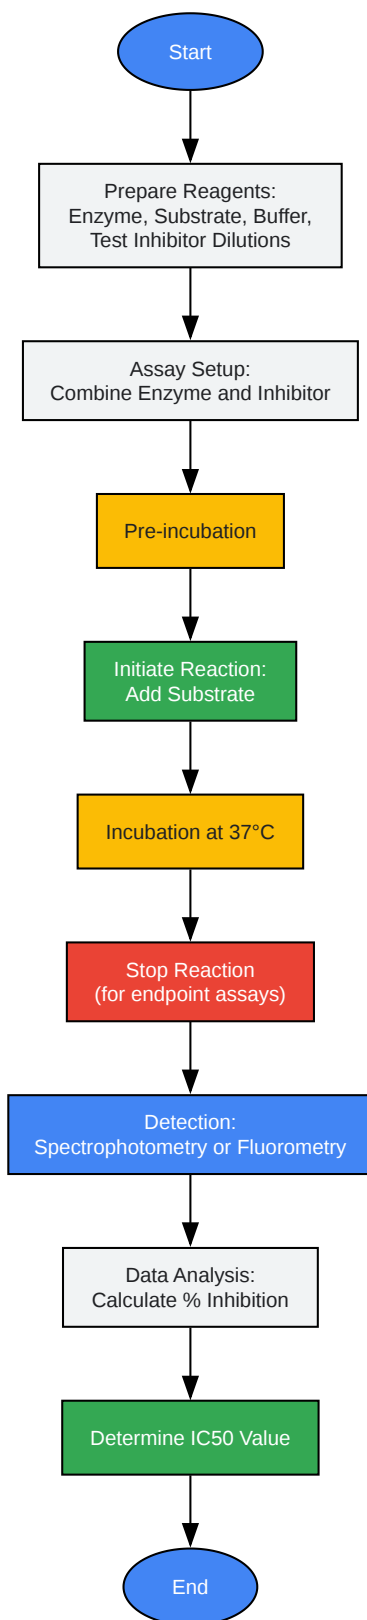 Start
Prepare Reagents:
Enzyme, Substrate, Buffer,
Test Inhibitor Dilutions
Assay Setup:
Combine Enzyme and Inhibitor
Pre-incubation
Initiate Reaction:
Add Substrate
Incubation at 37°C
Stop Reaction
(for endpoint assays)
Detection:
Spectrophotometry or Fluorometry
Data Analysis:
Calculate % Inhibition
Determine IC50 Value
End